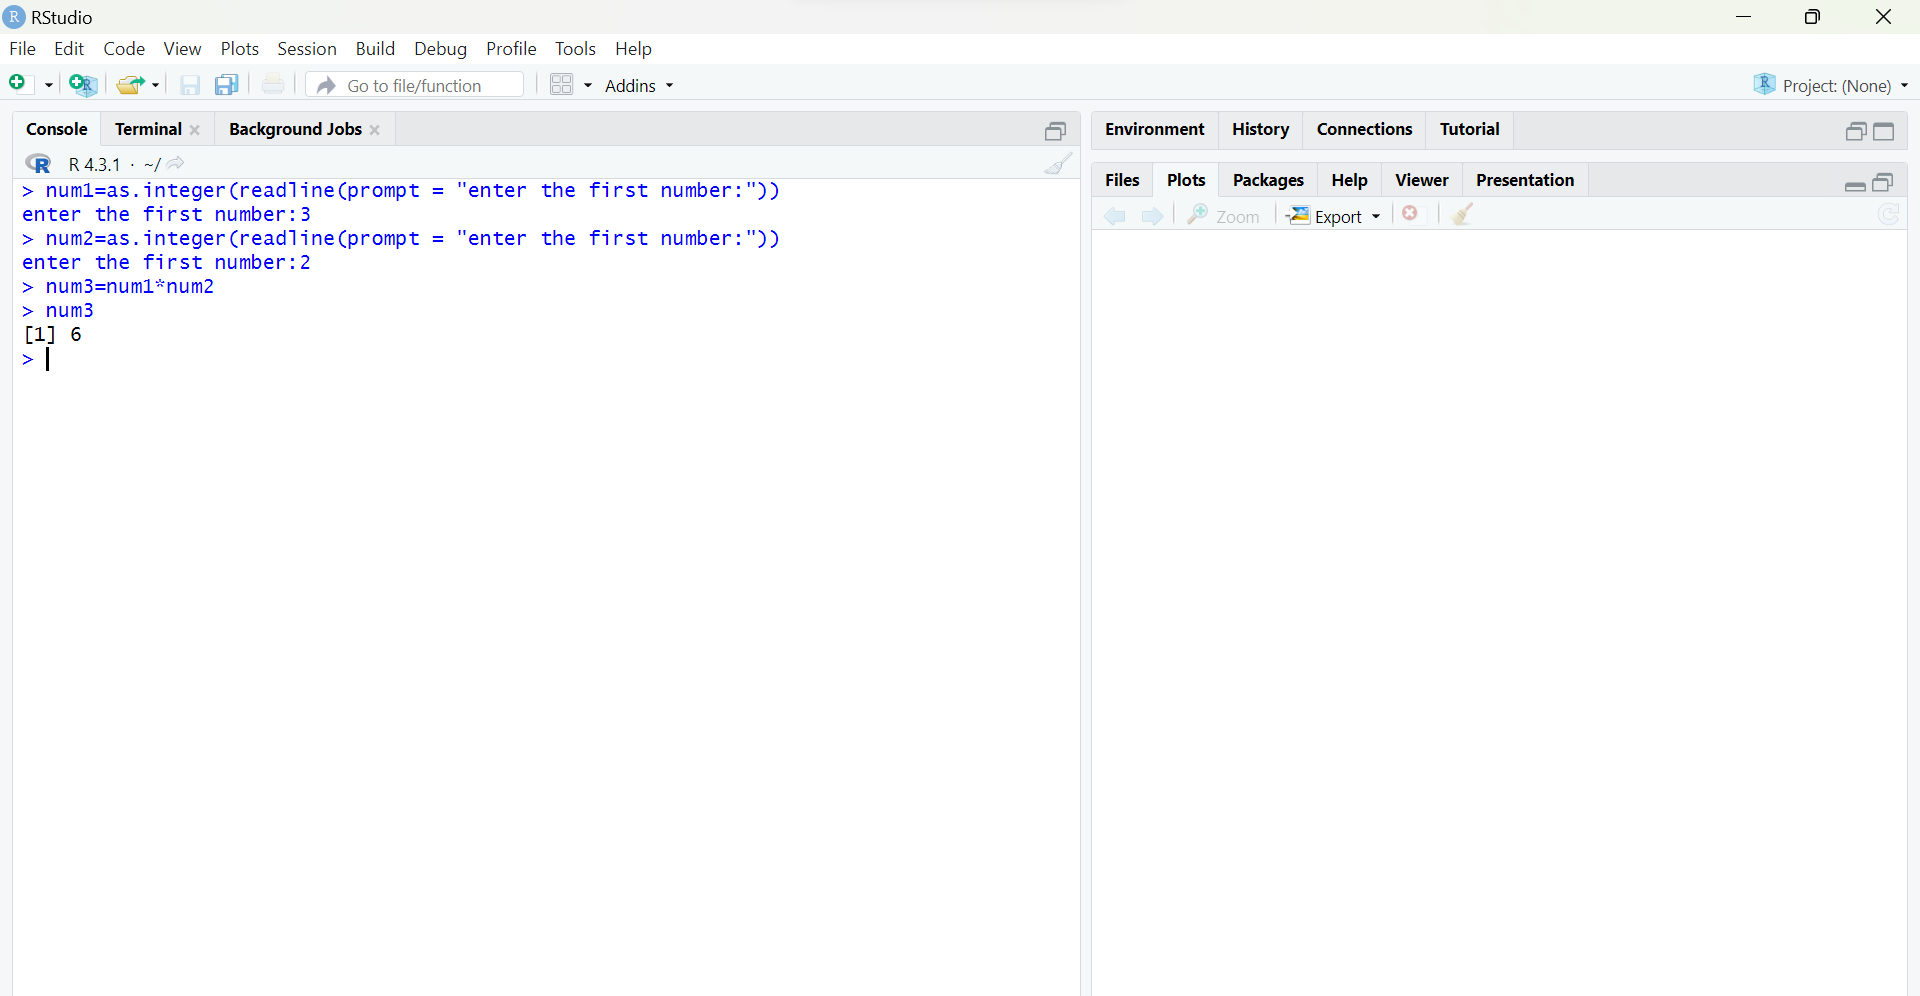 R RStudio
File Edit Code View Plots Session Build Debug Profile Tools Help
R Go to file/function Addins R Project: (None)
Console Terminal Background Jobs
R R 4.3.1 · ~/
> num1=as.integer(readline(prompt = "enter the first number:"))
enter the first number:3
> num2=as.integer(readline(prompt = "enter the first number:"))
enter the first number:2
> num3=num1*num2
> num3
[1] 6
>
Environment History Connections Tutorial
Files Plots Packages Help Viewer Presentation
Zoom Export